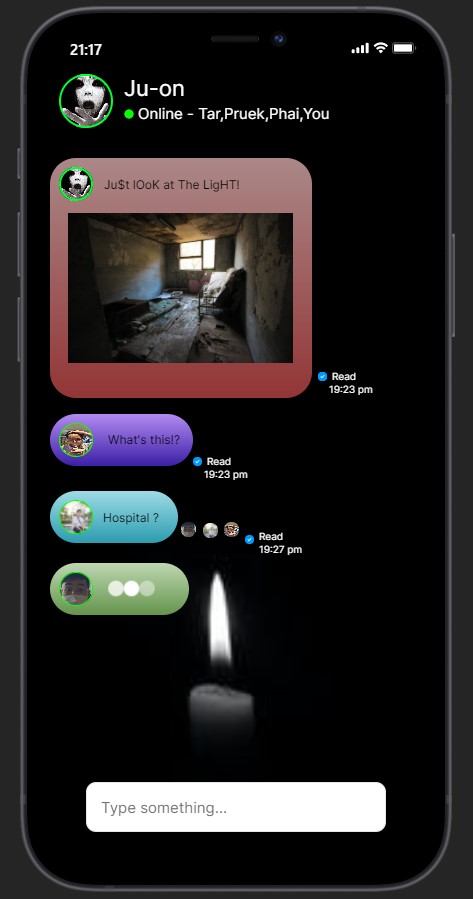 21:17
Ju-on
Online - Tar,Pruek,Phai,You
Ju$t lOoK at The LigHT!
Read
19:23 pm
What's this!?
Read
19:23 pm
Hospital ?
Read
19:27 pm
Type something...